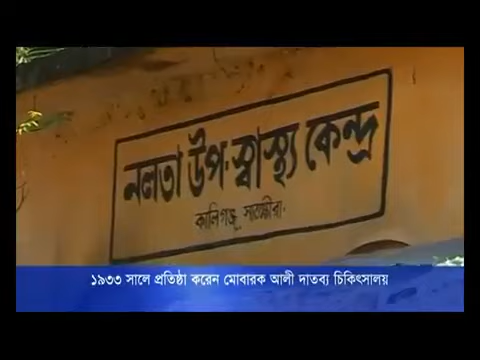 নলতা উপ-স্বাস্থ্য কেন্দ্র
কালিগঞ্জ, সাতক্ষীরা.
১৯৩৩ সালে প্রতিষ্ঠা করেন মোবারক আলী দাতব্য চিকিৎসালয়